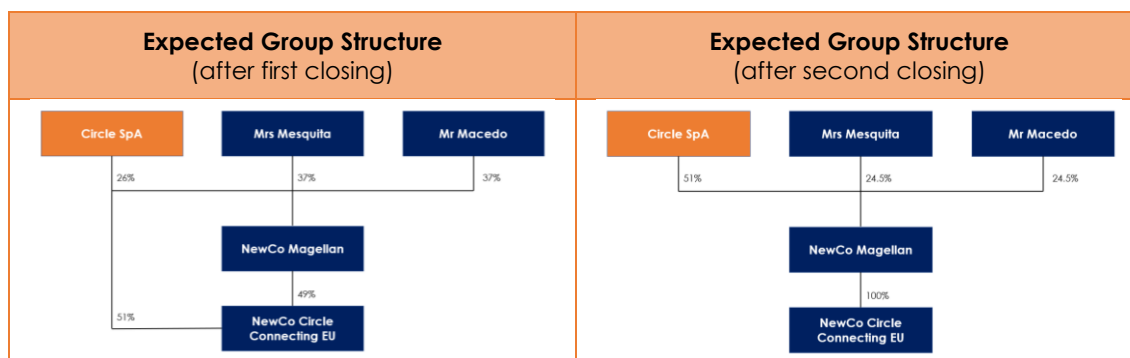 Expected Group Structure
(after first closing)
Expected Group Structure
(after second closing)
Circle SpA
Mrs Mesquita
Mr Macedo
26%
37%
37%
NewCo Magellan
49%
51%
NewCo Circle
Connecting EU
Circle SpA
Mrs Mesquita
Mr Macedo
51%
24.5%
24.5%
NewCo Magellan
100%
NewCo Circle
Connecting EU